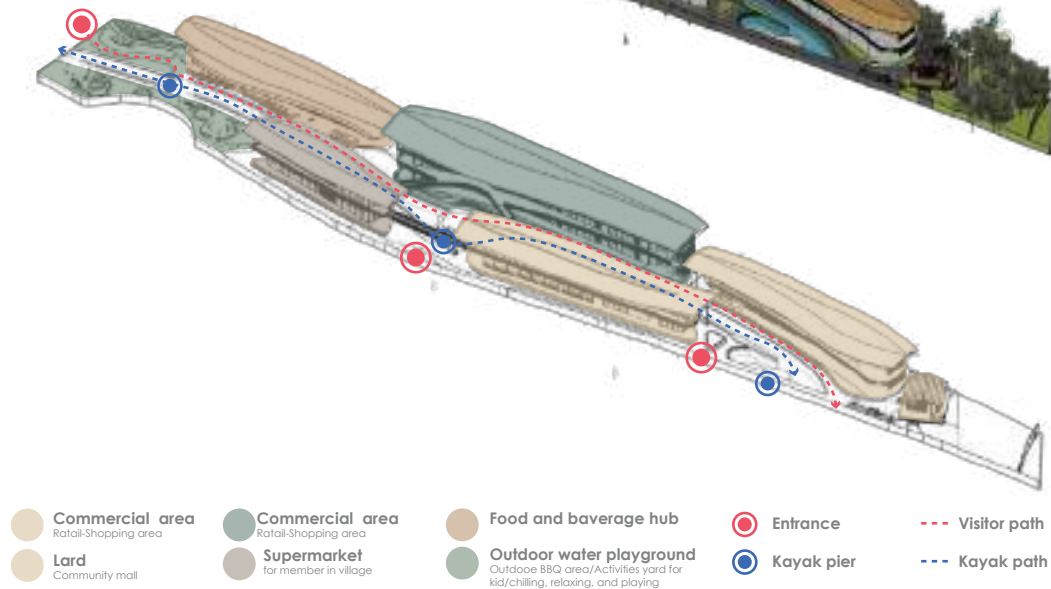 Commercial area
Ratail-Shopping area
Lard
Community mall
Commercial area
Ratail-Shopping area
Supermarket
for member in village
Food and baverage hub
Outdoor water playground
Outdooe BBQ area/Activities yard for
kid/chilling, relaxing, and playing
Entrance
Kayak pier
Visitor path
Kayak path